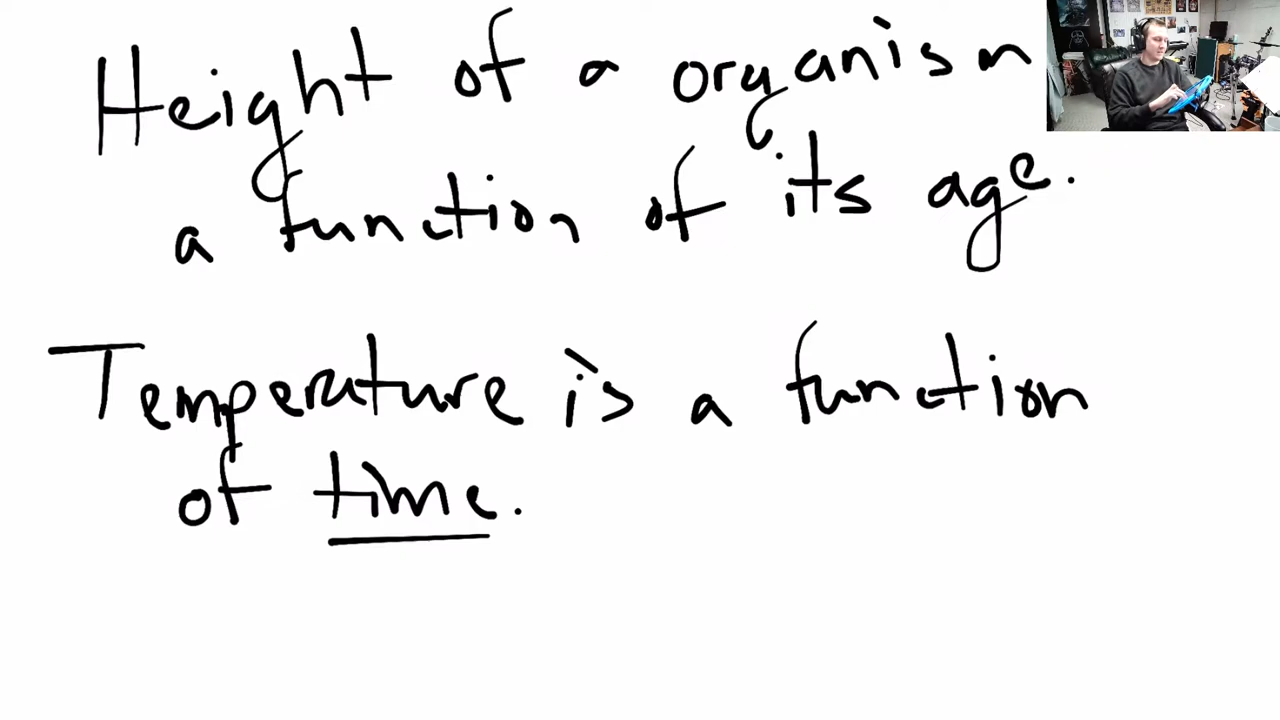 Height of a organism
a function of its age.
Temperature is a function
of time.